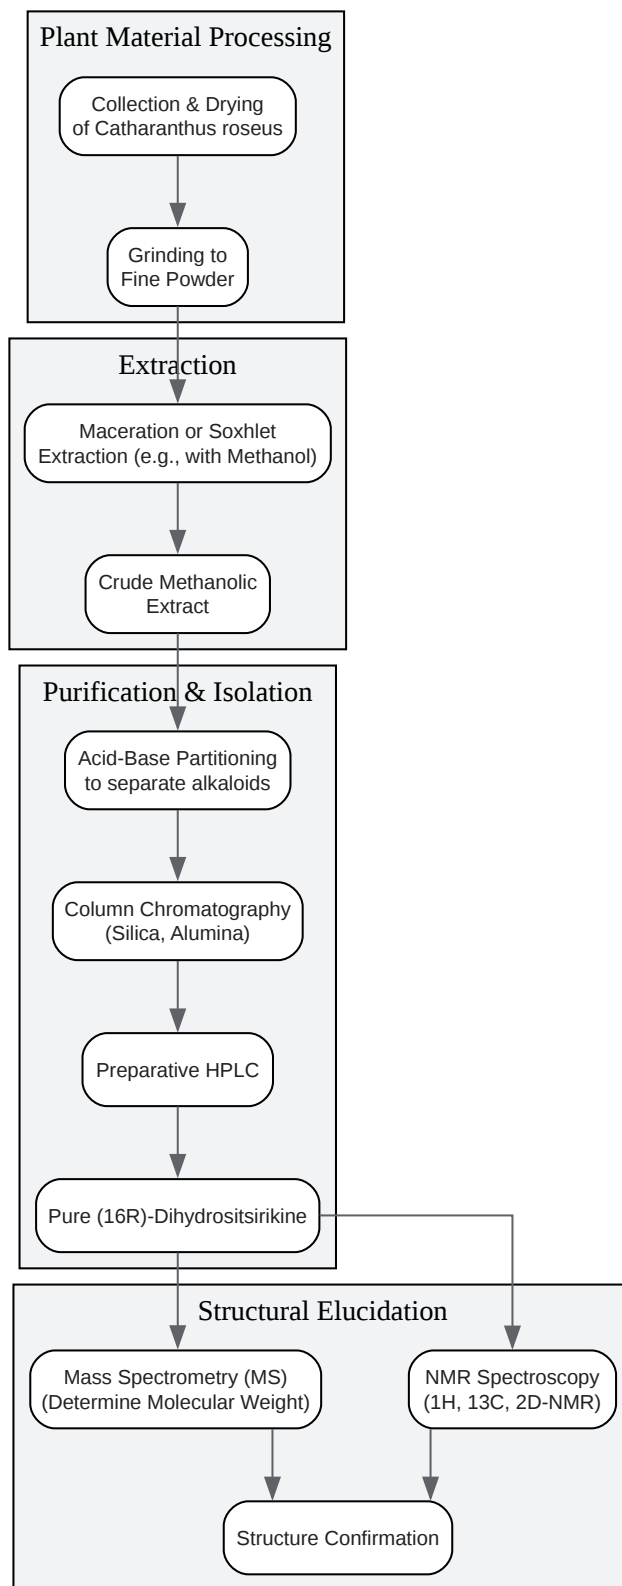 Plant Material Processing
Collection & Drying
of Catharanthus roseus
Grinding to
Fine Powder
Extraction
Maceration or Soxhlet
Extraction (e.g., with Methanol)
Crude Methanolic
Extract
Purification & Isolation
Acid-Base Partitioning
to separate alkaloids
Column Chromatography
(Silica, Alumina)
Preparative HPLC
Pure (16R)-Dihydrositsirikine
Structural Elucidation
Mass Spectrometry (MS)
(Determine Molecular Weight)
NMR Spectroscopy
(1H, 13C, 2D-NMR)
Structure Confirmation